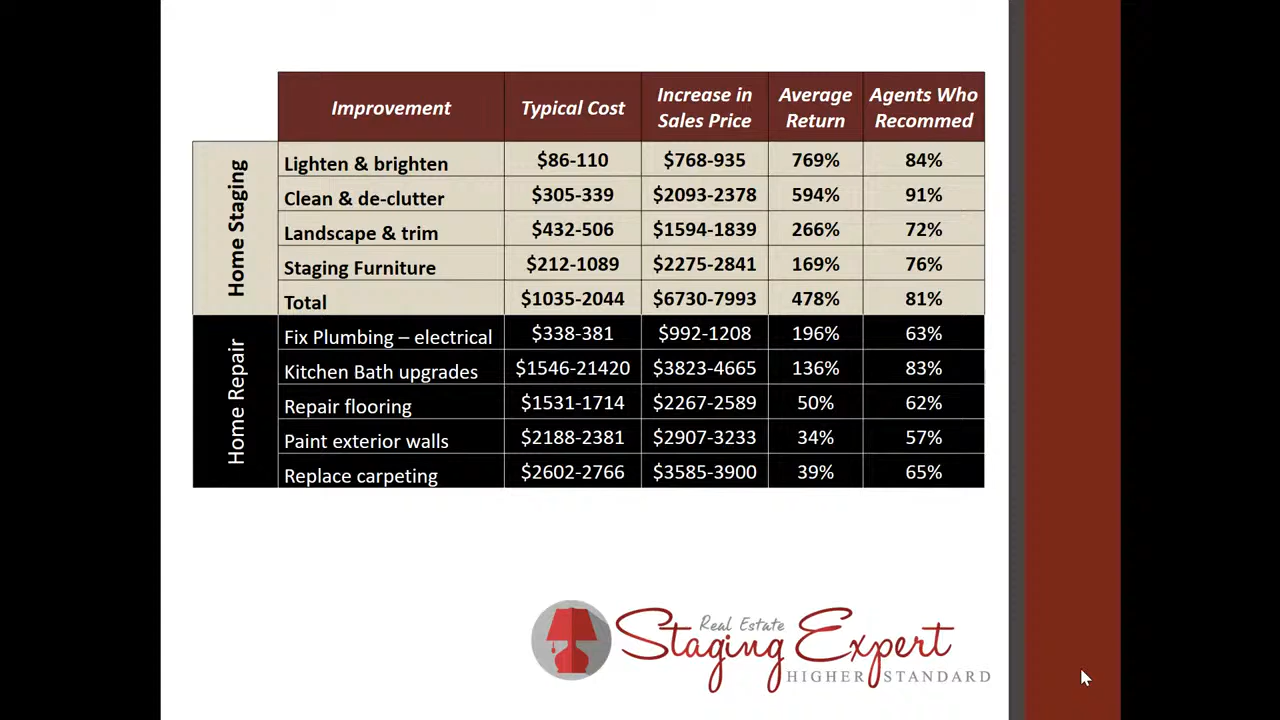 Improvement Typical Cost Increase in Sales Price Average Return Agents Who Recommed
Home Staging
Lighten & brighten $86-110 $768-935 769% 84%
Clean & de-clutter $305-339 $2093-2378 594% 91%
Landscape & trim $432-506 $1594-1839 266% 72%
Staging Furniture $212-1089 $2275-2841 169% 76%
Total $1035-2044 $6730-7993 478% 81%
Home Repair
Fix Plumbing – electrical $338-381 $992-1208 196% 63%
Kitchen Bath upgrades $1546-21420 $3823-4665 136% 83%
Repair flooring $1531-1714 $2267-2589 50% 62%
Paint exterior walls $2188-2381 $2907-3233 34% 57%
Replace carpeting $2602-2766 $3585-3900 39% 65%
Real Estate
Staging Expert
HIGHER STANDARD